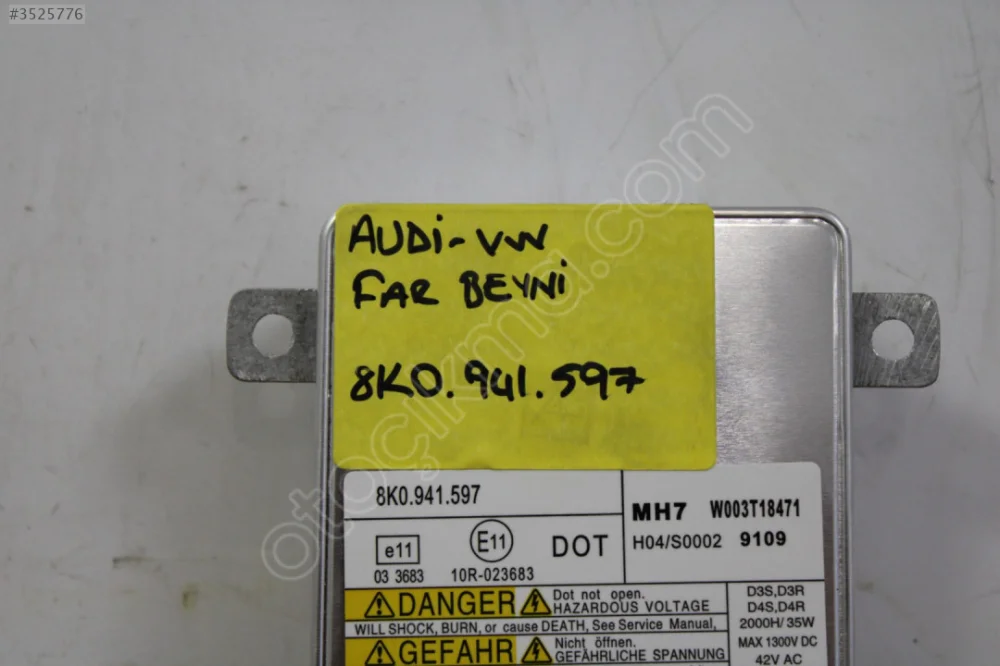 #3525776
AUDİ-VW
FAR BEYNİ
8K0.941.597
otoçıkma.com
8K0.941.597
MH7 W003T18471
H04/S0002 9109
e11
03 3683
E11
10R-023683
DOT
DANGER
Dot not open.
HAZARDOUS VOLTAGE
WILL SHOCK, BURN, or cause DEATH, See Service Manual,
GEFAHR
Nicht öffnen.
GEFÄHRLICHE SPANNUNG
D3S,D3R
D4S,D4R
2000H/35W
MAX 1300V DC
42V AC